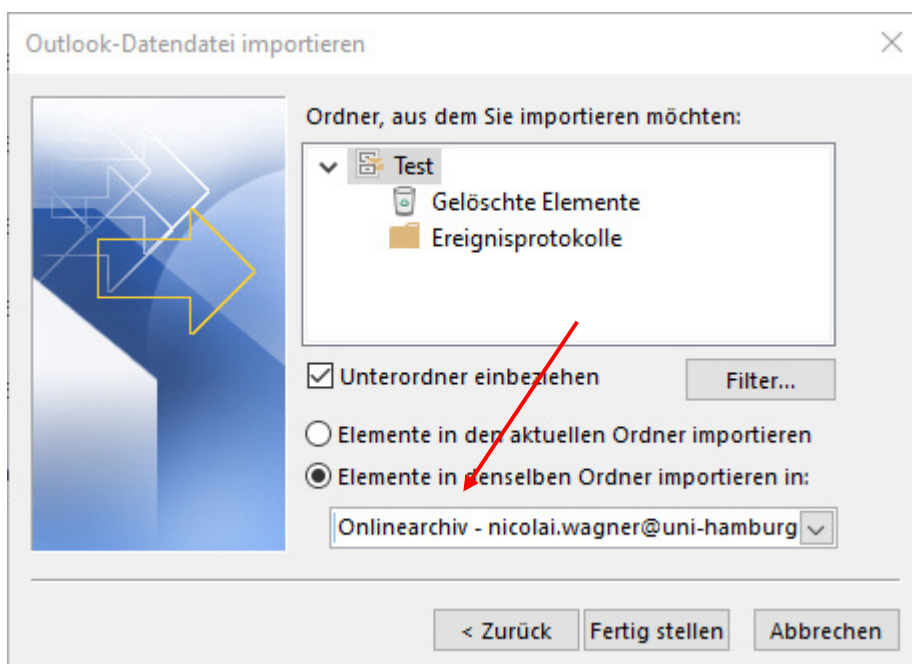 Outlook-Datendatei importieren
Ordner, aus dem Sie importieren möchten:
Test
Gelöschte Elemente
Ereignisprotokolle
Unterordner einbeziehen
Filter...
Elemente in den aktuellen Ordner importieren
Elemente in denselben Ordner importieren in:
Onlinearchiv - nicolai.wagner@uni-hamburg
< Zurück
Fertig stellen
Abbrechen